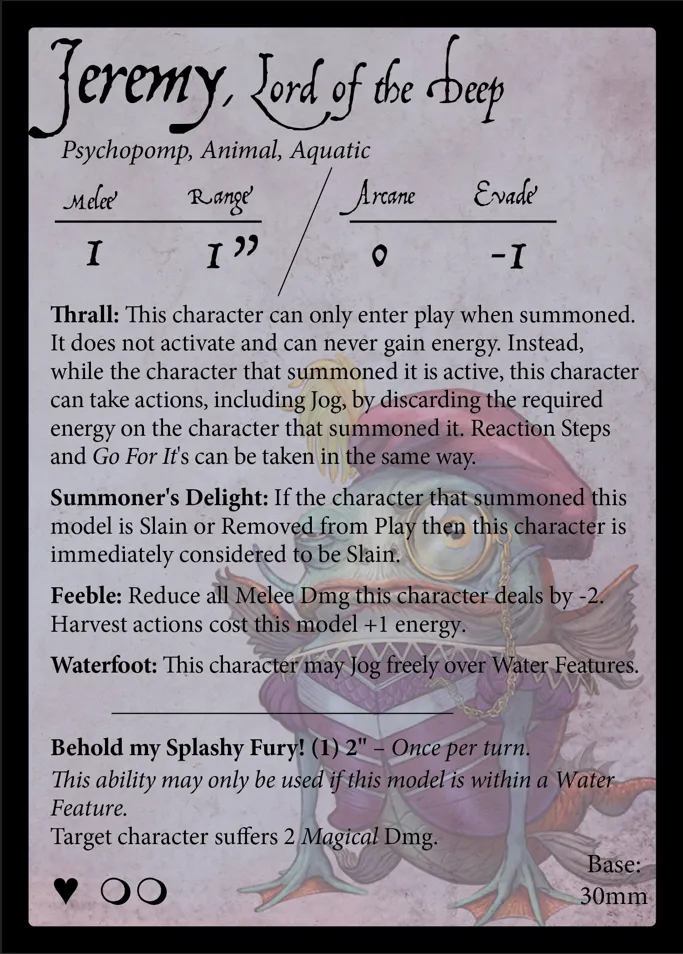 Jeremy, Lord of the Deep
Psychopomp, Animal, Aquatic
Melee Range Arcane Evade
1 1” 0 -1
Thrall: This character can only enter play when summoned.
It does not activate and can never gain energy. Instead,
while the character that summoned it is active, this character
can take actions, including Jog, by discarding the required
energy on the character that summoned it. Reaction Steps
and Go For It's can be taken in the same way.
Summoner's Delight: If the character that summoned this
model is Slain or Removed from Play then this character is
immediately considered to be Slain.
Feeble: Reduce all Melee Dmg this character deals by -2.
Harvest actions cost this model +1 energy.
Waterfoot: This character may Jog freely over Water Features.
Behold my Splashy Fury! (1) 2" – Once per turn.
This ability may only be used if this model is within a Water
Feature.
Target character suffers 2 Magical Dmg.
Base:
30mm